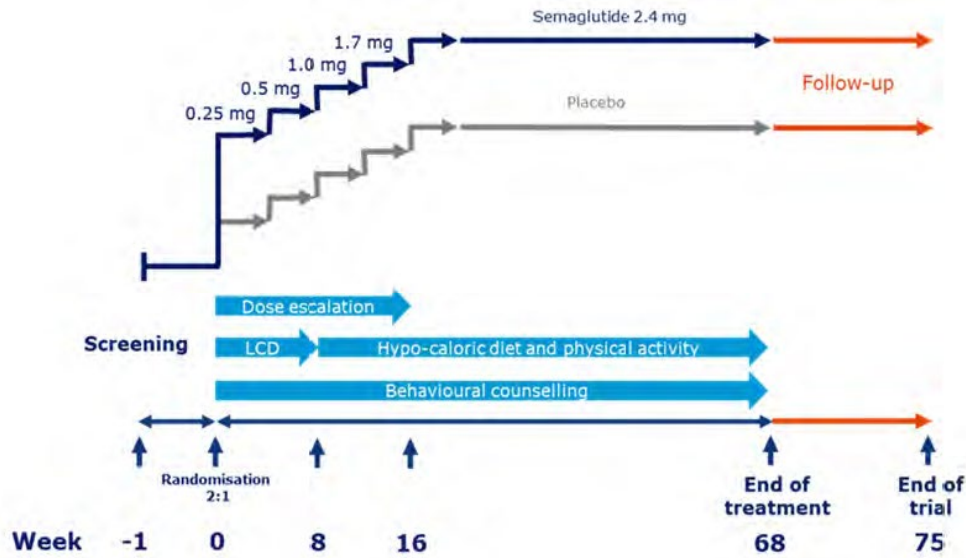 Semaglutide 2.4 mg
1.7 mg
1.0 mg
0.5 mg
0.25 mg
Follow-up
Placebo
Dose escalation
Screening
LCD
Hypo-caloric diet and physical activity
Behavioural counselling
Randomisation
2:1
End of
treatment
End of
trial
Week -1 0 8 16 68 75